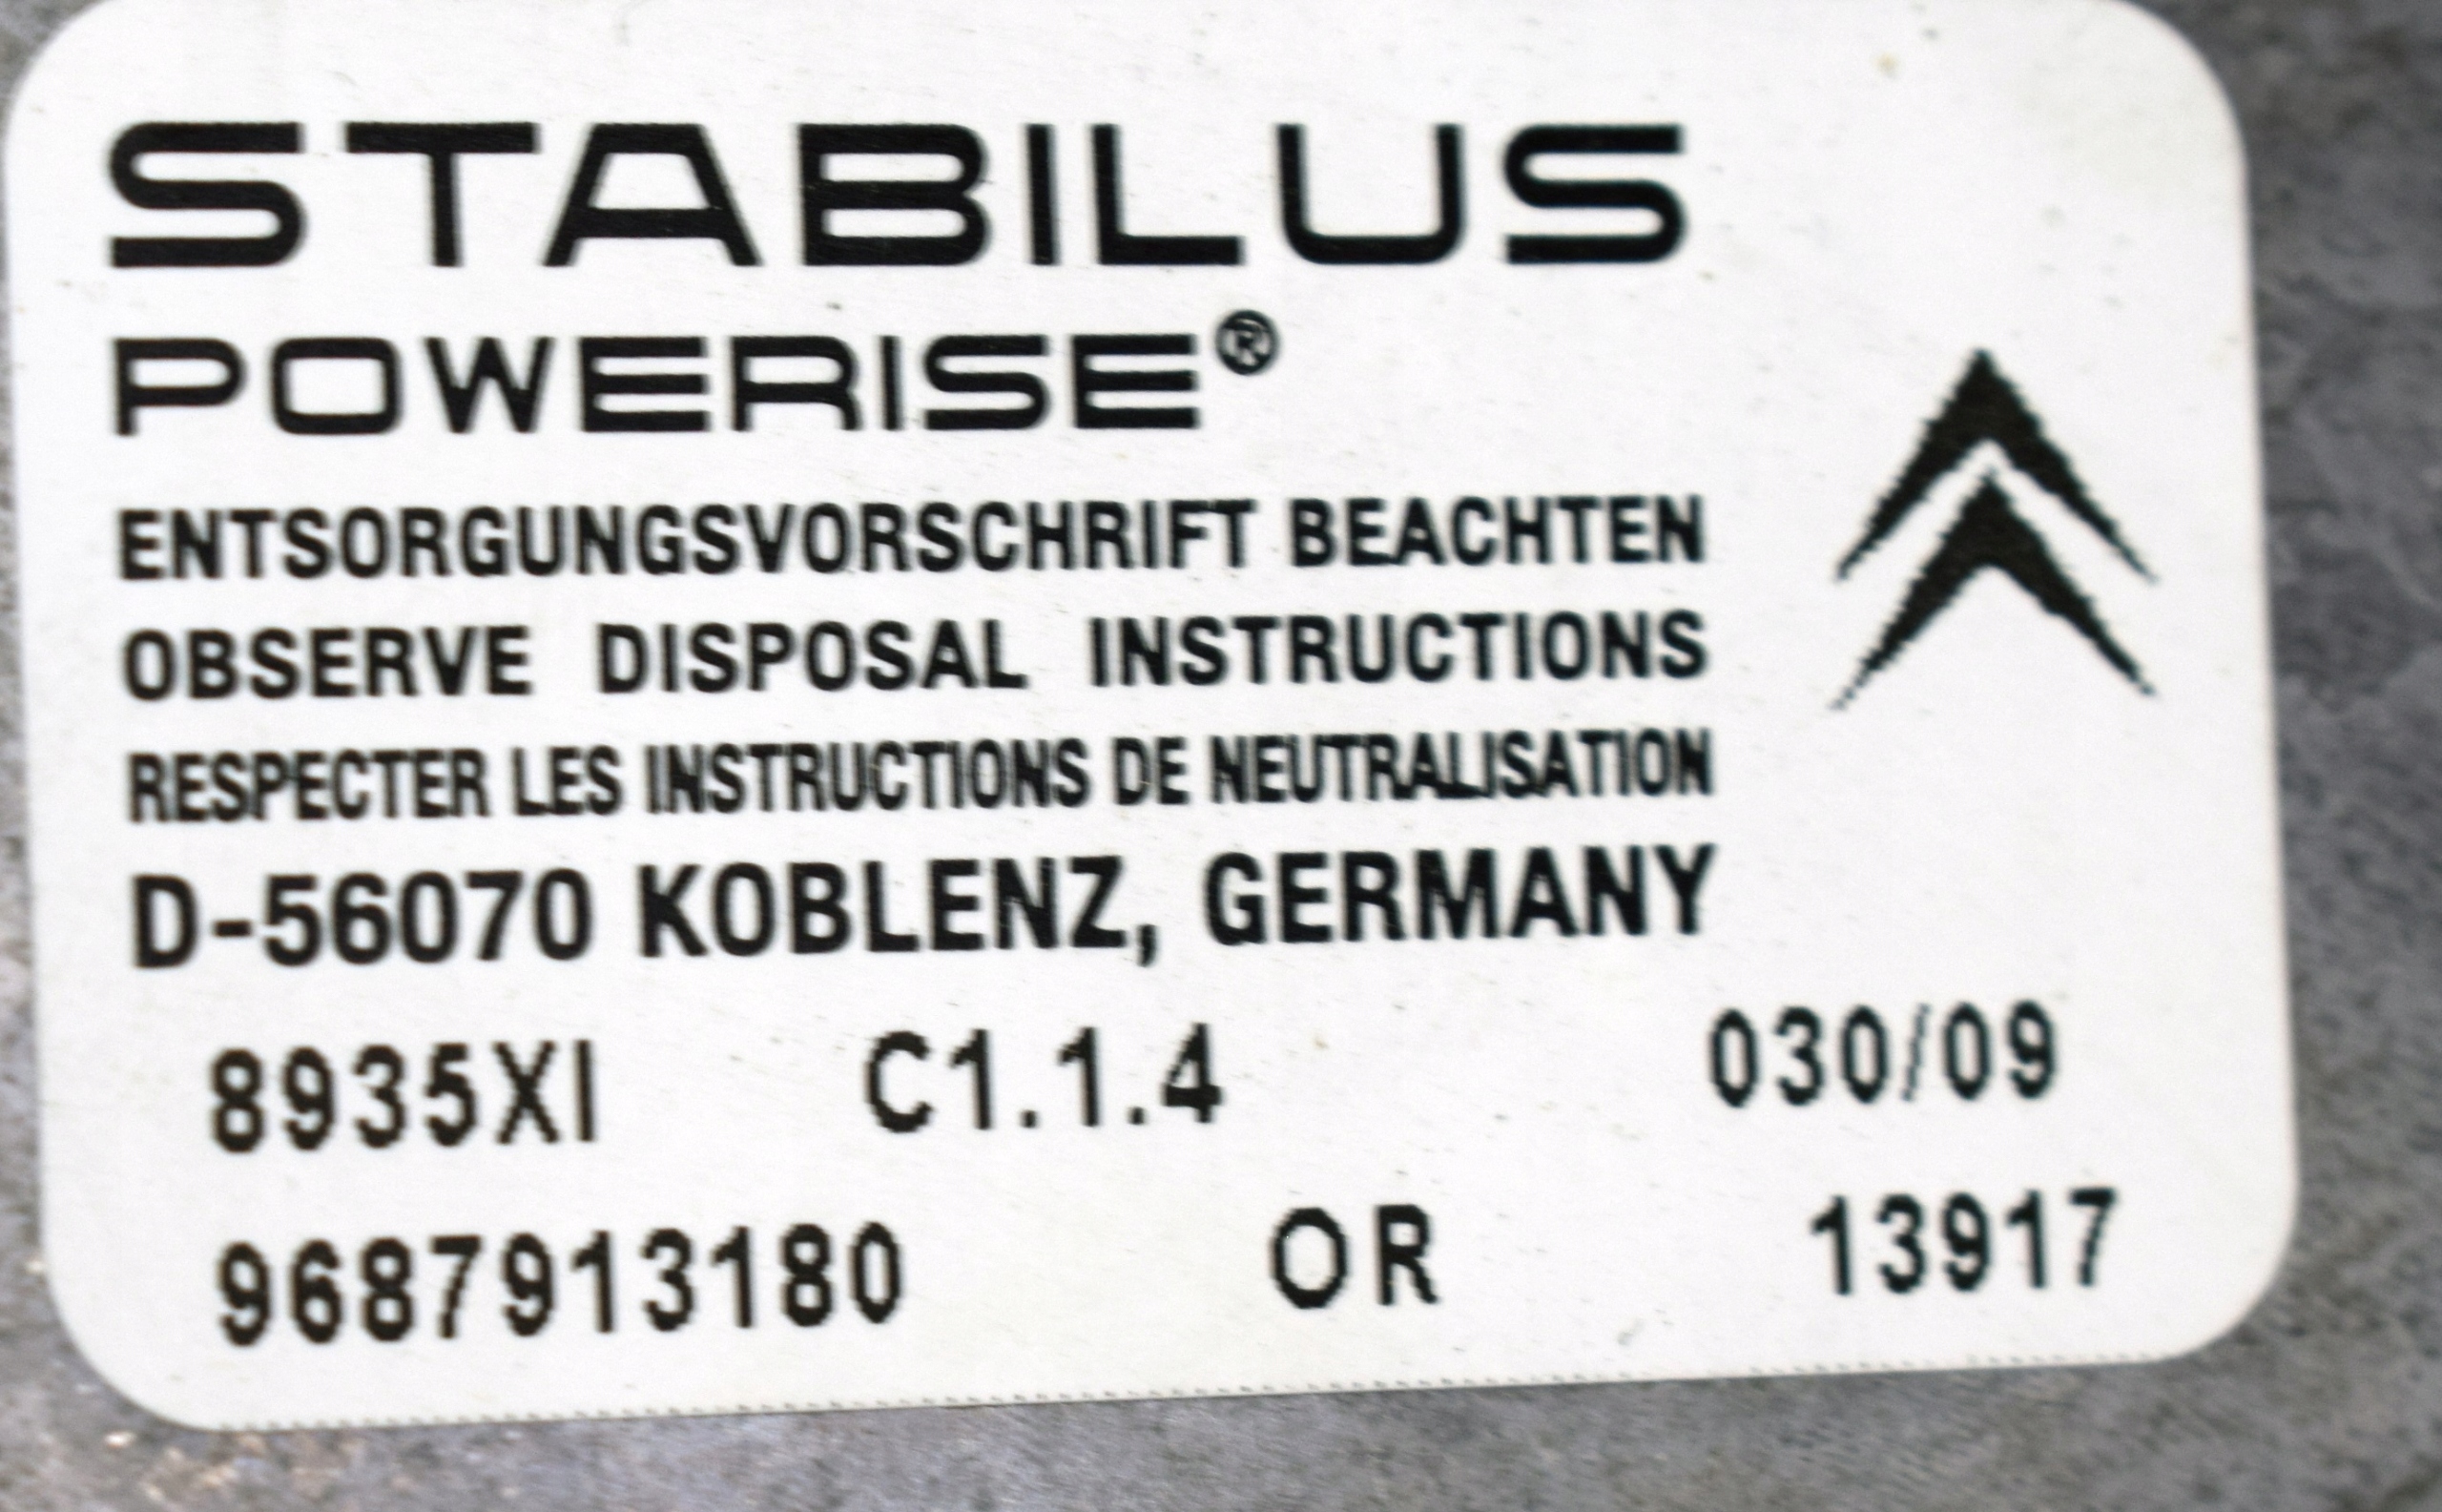 STABILUS
POWERISE®
ENTSORGUNGSVORSCHRIFT BEACHTEN
OBSERVE DISPOSAL INSTRUCTIONS
RESPECTER LES INSTRUCTIONS DE NEUTRALISATION
D-56070 KOBLENZ, GERMANY
8935XI C1.1.4 030/09
9687913180 OR 13917